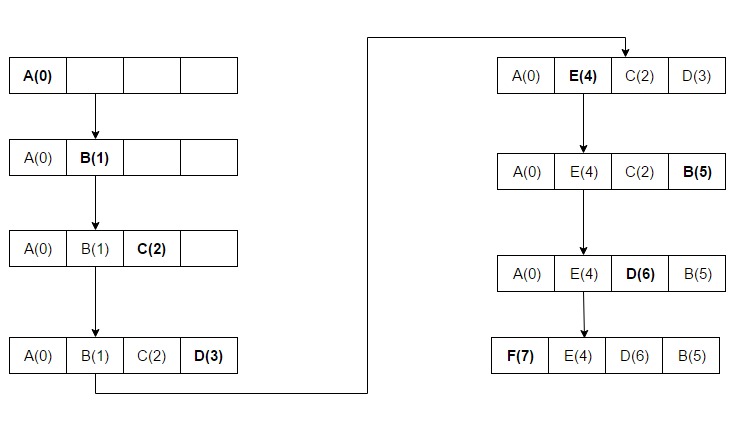 A(0)
A(0) B(1)
A(0) B(1) C(2)
A(0) B(1) C(2) D(3)
A(0) E(4) C(2) D(3)
A(0) E(4) C(2) B(5)
A(0) E(4) D(6) B(5)
F(7) E(4) D(6) B(5)